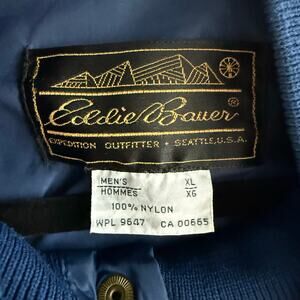 Eddie Bauer®
EXPEDITION OUTFITTER • SEATTLE, U.S.A.
MEN'S XL
HOMMES XG
100% NYLON
WPL 9647 CA 00665